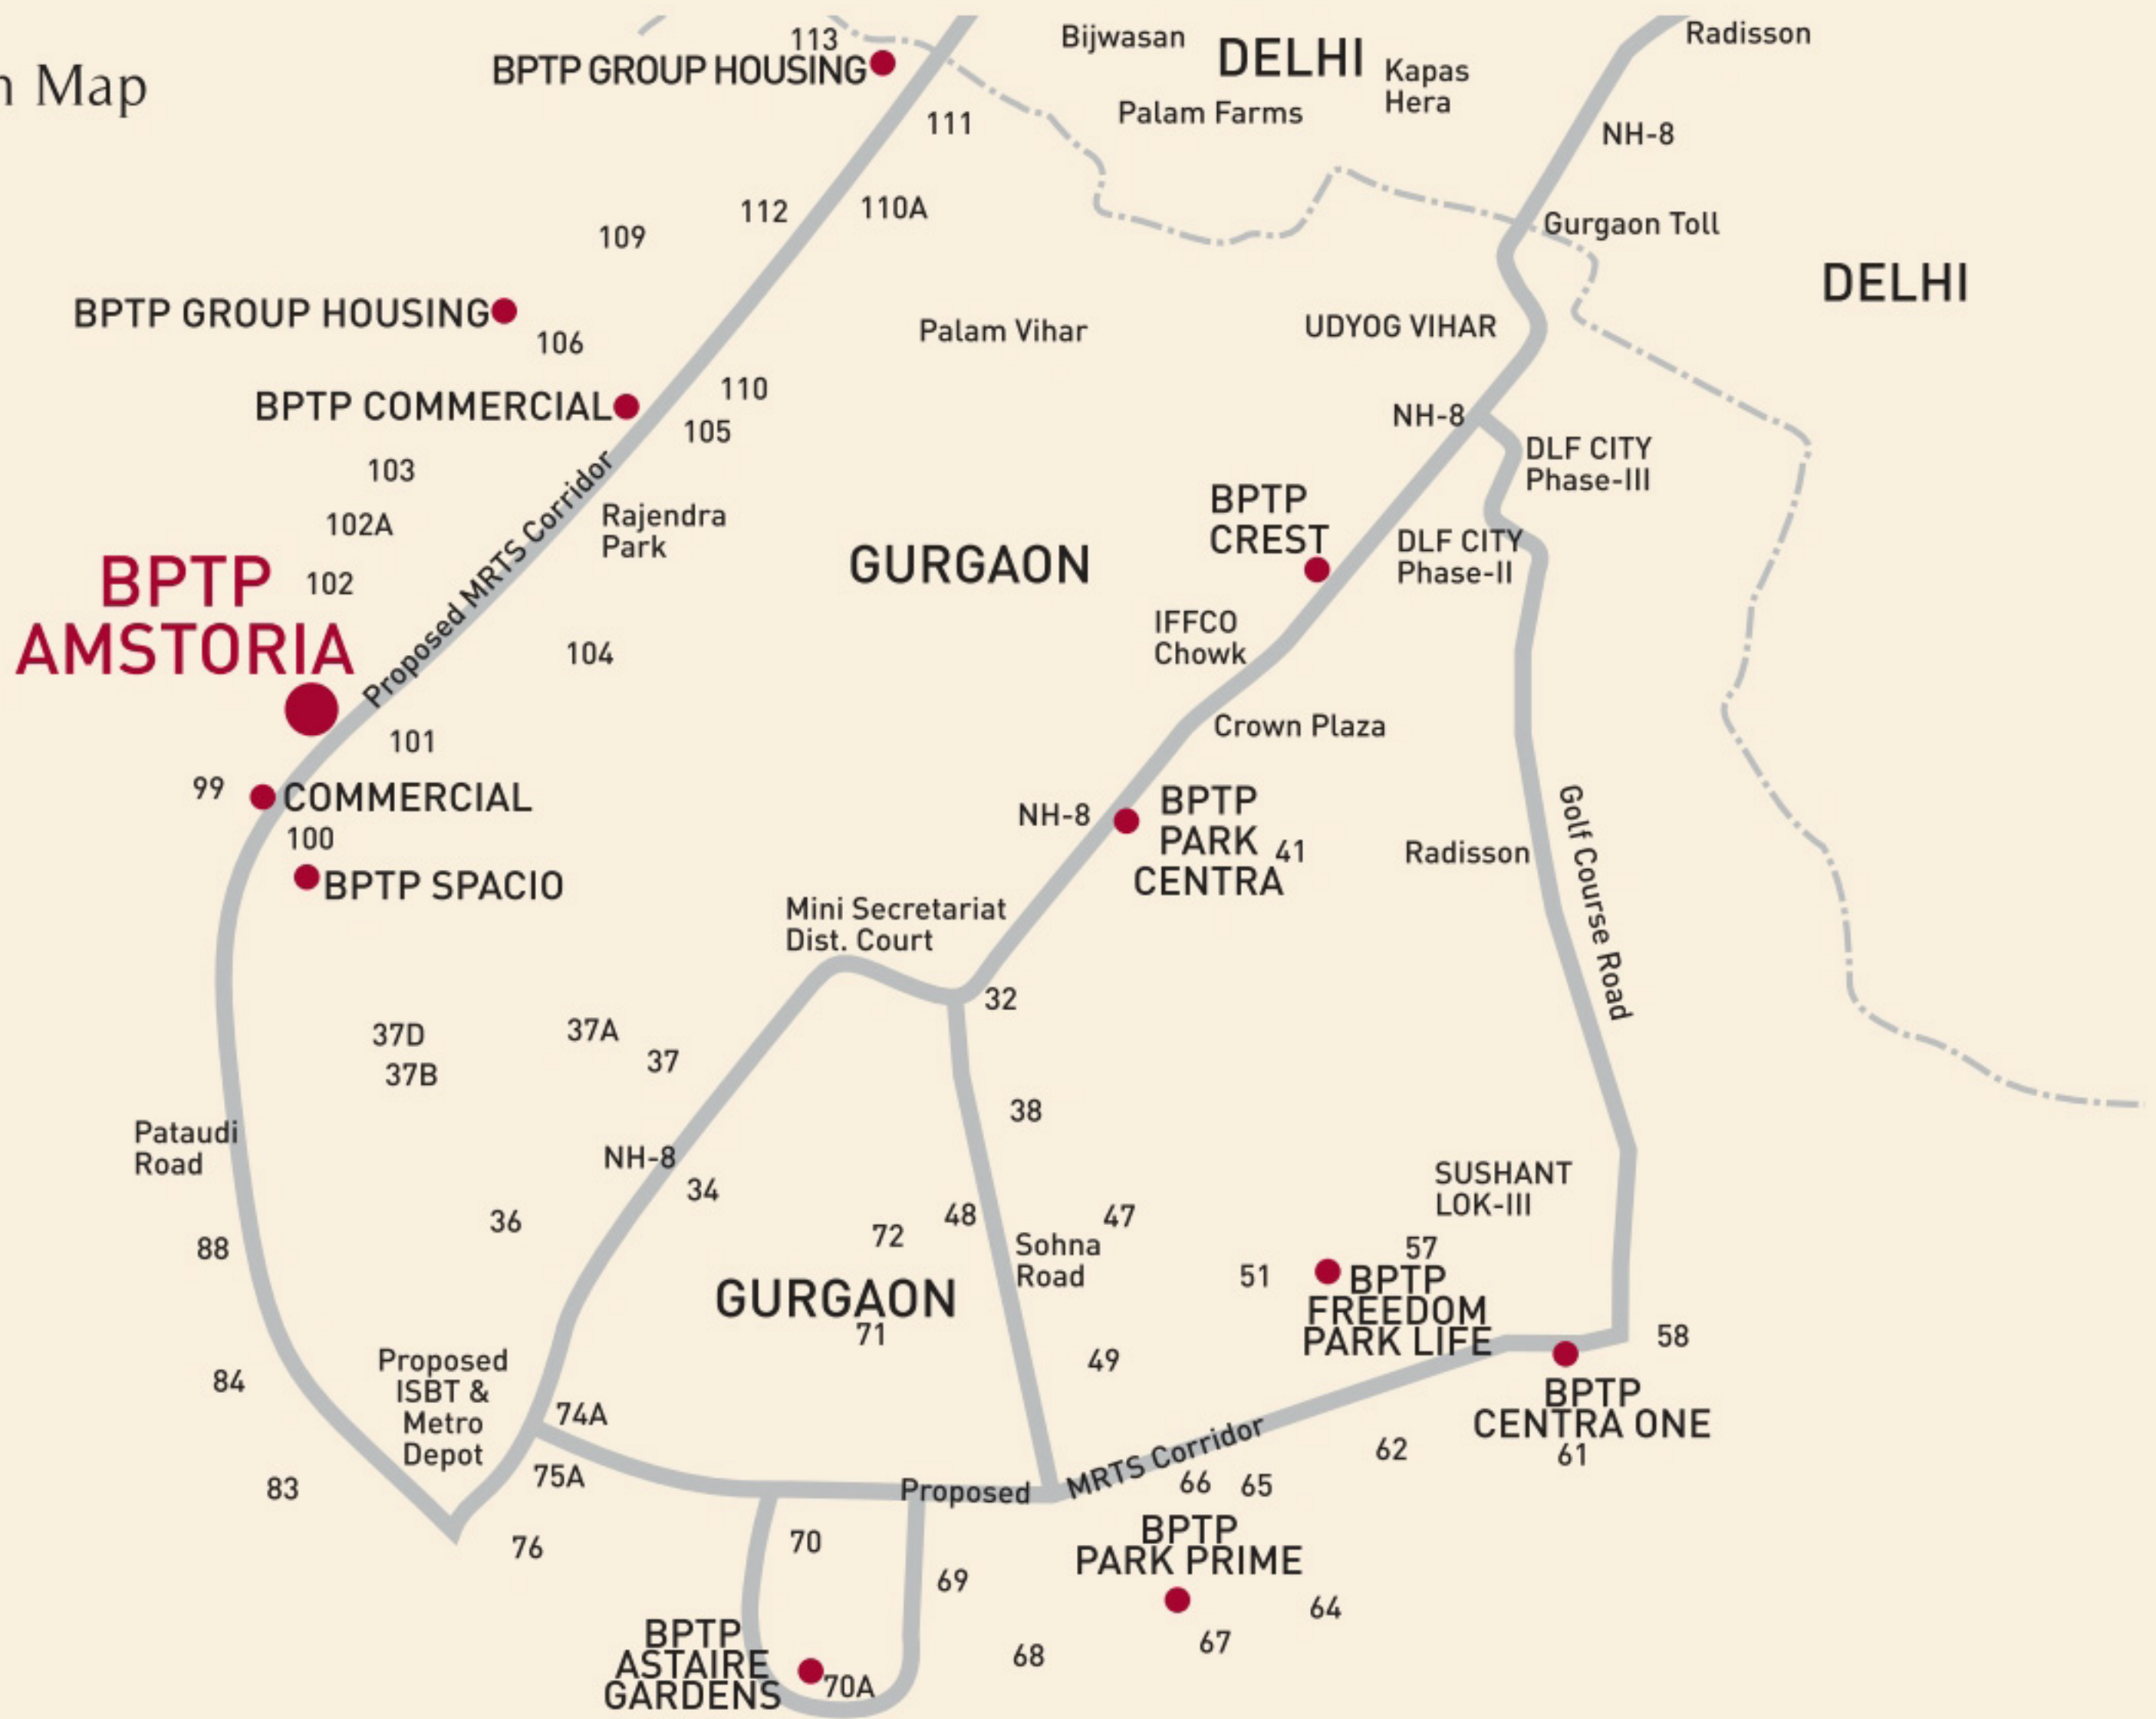 n Map
113
BPTP GROUP HOUSING
Bijwasan
DELHI
Kapas
Hera
Palam Farms
Radisson
NH-8
111
112
110A
109
Gurgaon Toll
DELHI
BPTP GROUP HOUSING
106
Palam Vihar
UDYOG VIHAR
110
BPTP COMMERCIAL
105
NH-8
DLF CITY
Phase-III
103
102A
Proposed MRTS Corridor
Rajendra
Park
BPTP
CREST
DLF CITY
Phase-II
GURGAON
BPTP
AMSTORIA
102
104
IFFCO
Chowk
101
Crown Plaza
99
COMMERCIAL
100
BPTP SPACIO
NH-8
BPTP
PARK
CENTRA
41
Radisson
Golf Course Road
Mini Secretariat
Dist. Court
32
37D
37B
37A
37
38
Pataudi
Road
NH-8
34
36
88
72
48
47
Sohna
Road
SUSHANT
LOK-III
57
51
BPTP
FREEDOM
PARK LIFE
58
GURGAON
71
49
84
Proposed
ISBT &
Metro
Depot
74A
75A
83
76
BPTP
CENTRA ONE
61
62
Proposed MRTS Corridor
66
65
BPTP
PARK PRIME
70
69
64
67
68
BPTP
ASTAIRE
GARDENS
70A